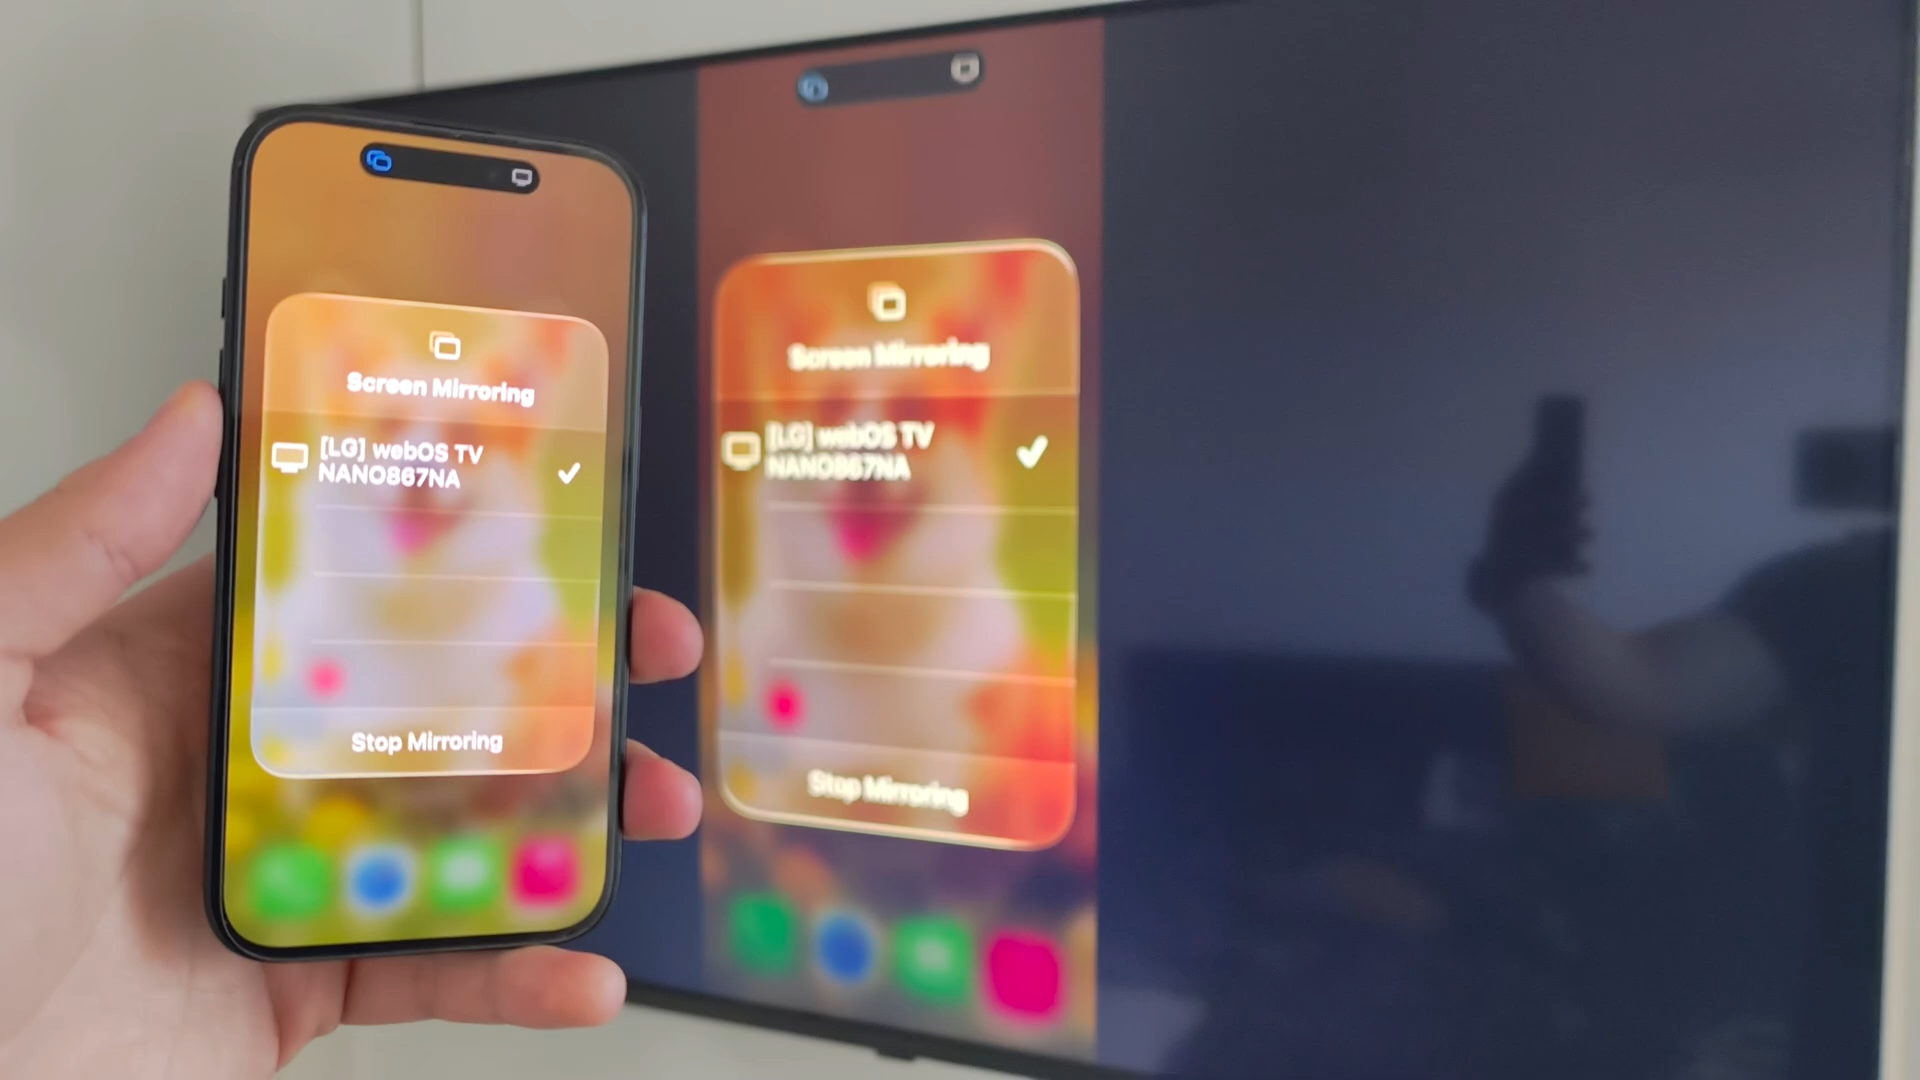 Screen Mirroring
[LG] webOS TV
NANO867NA
Stop Mirroring
Screen Mirroring
[LG] webOS TV
NANO867NA
Stop Mirroring